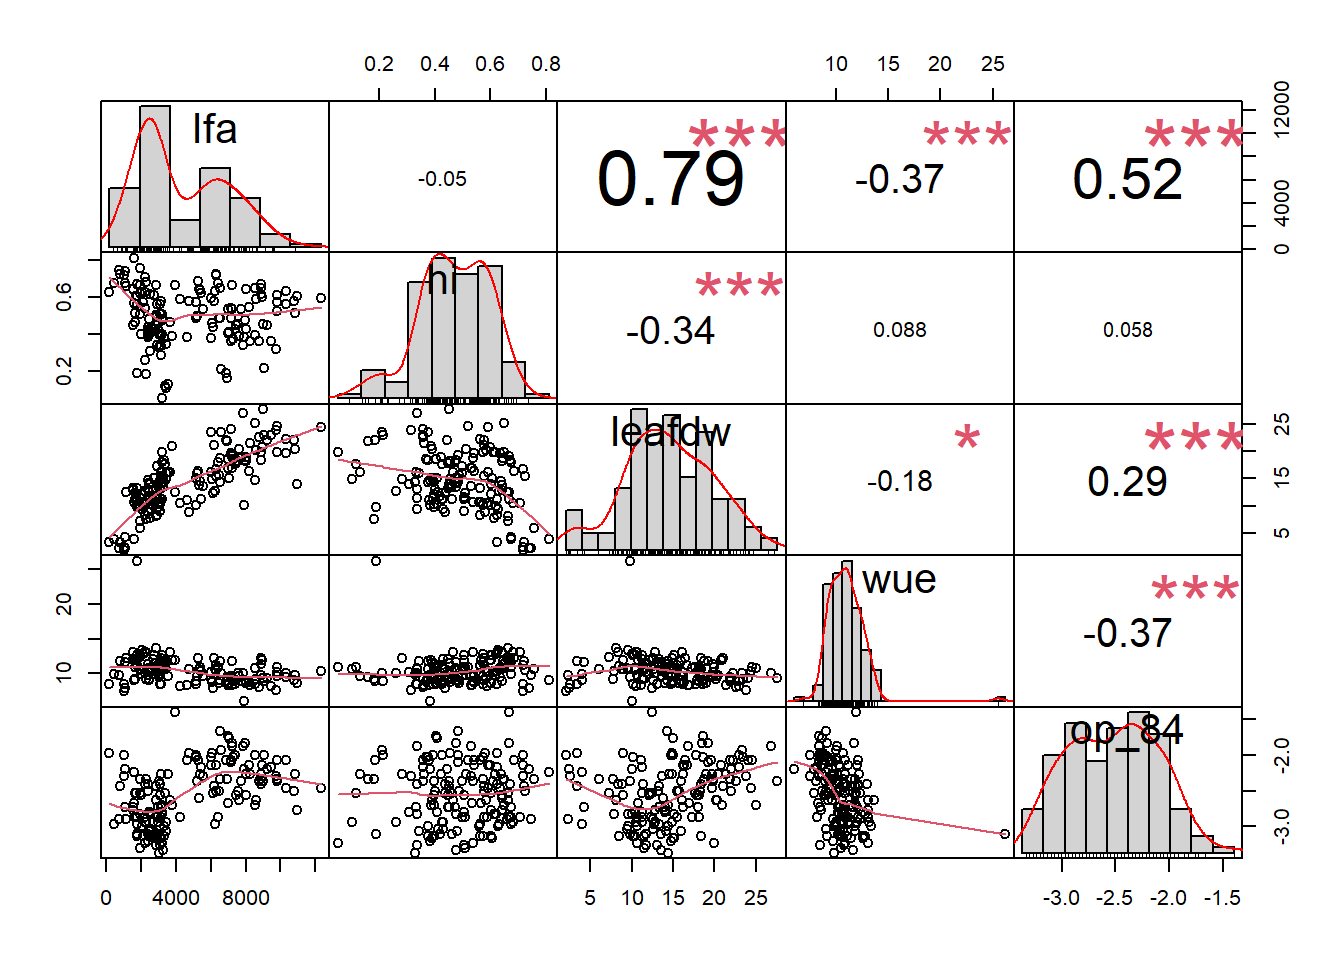 0.2 0.4 0.6 0.8 10 15 20 25
lfa -0.05 *** 0.79 *** -0.37 *** 0.52 0 4000 12000
0.2 0.6 hi *** -0.34 0.088 0.058
leafdw * -0.18 *** 0.29 5 15 25
10 20 wue *** -0.37
op_84 -3.0 -2.0
0 4000 8000 5 10 15 20 25 -3.0 -2.5 -2.0 -1.5